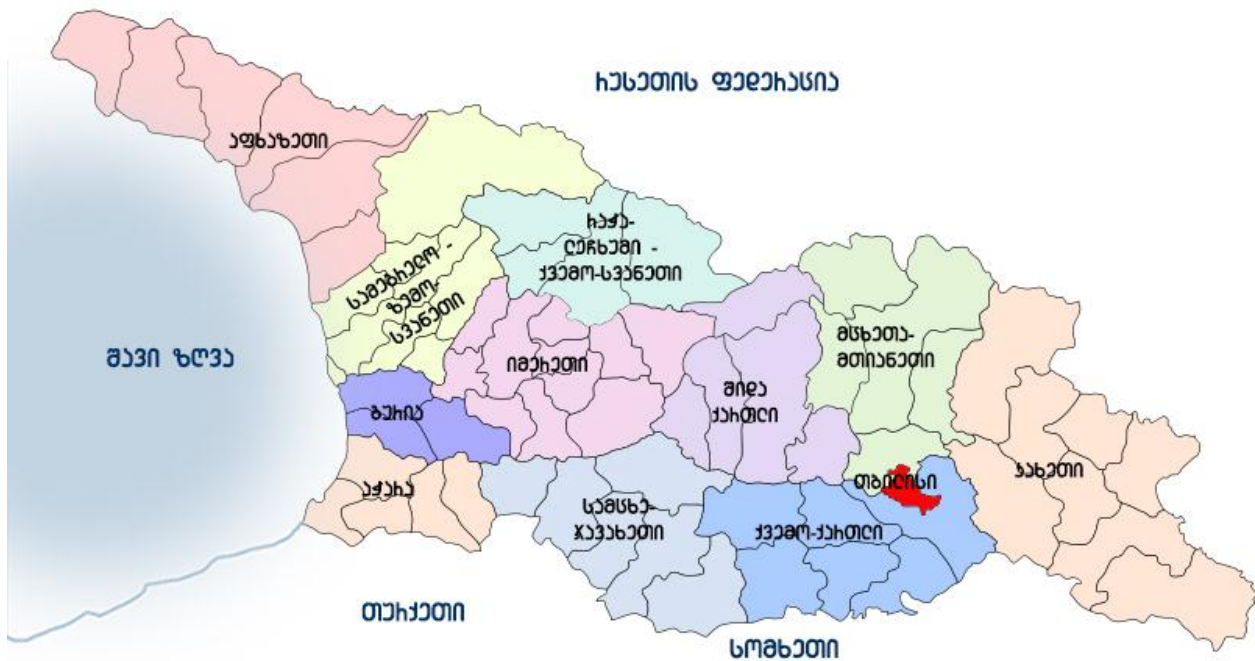 რუსეთის ფედერაცია
აფხაზეთი
რაჭა-
ლეჩხუმი -
ქვემო-სვანეთი
სამეგრელო -
ზემო-
სვანეთი
მცხეთა-
მთიანეთი
შავი ზღვა
იმერეთი
შიდა
ქართლი
გურია
კახეთი
თბილისი
აჭარა
სამცხე-
ჯავახეთი
ქვემო-ქართლი
თურქეთი
სომხეთი